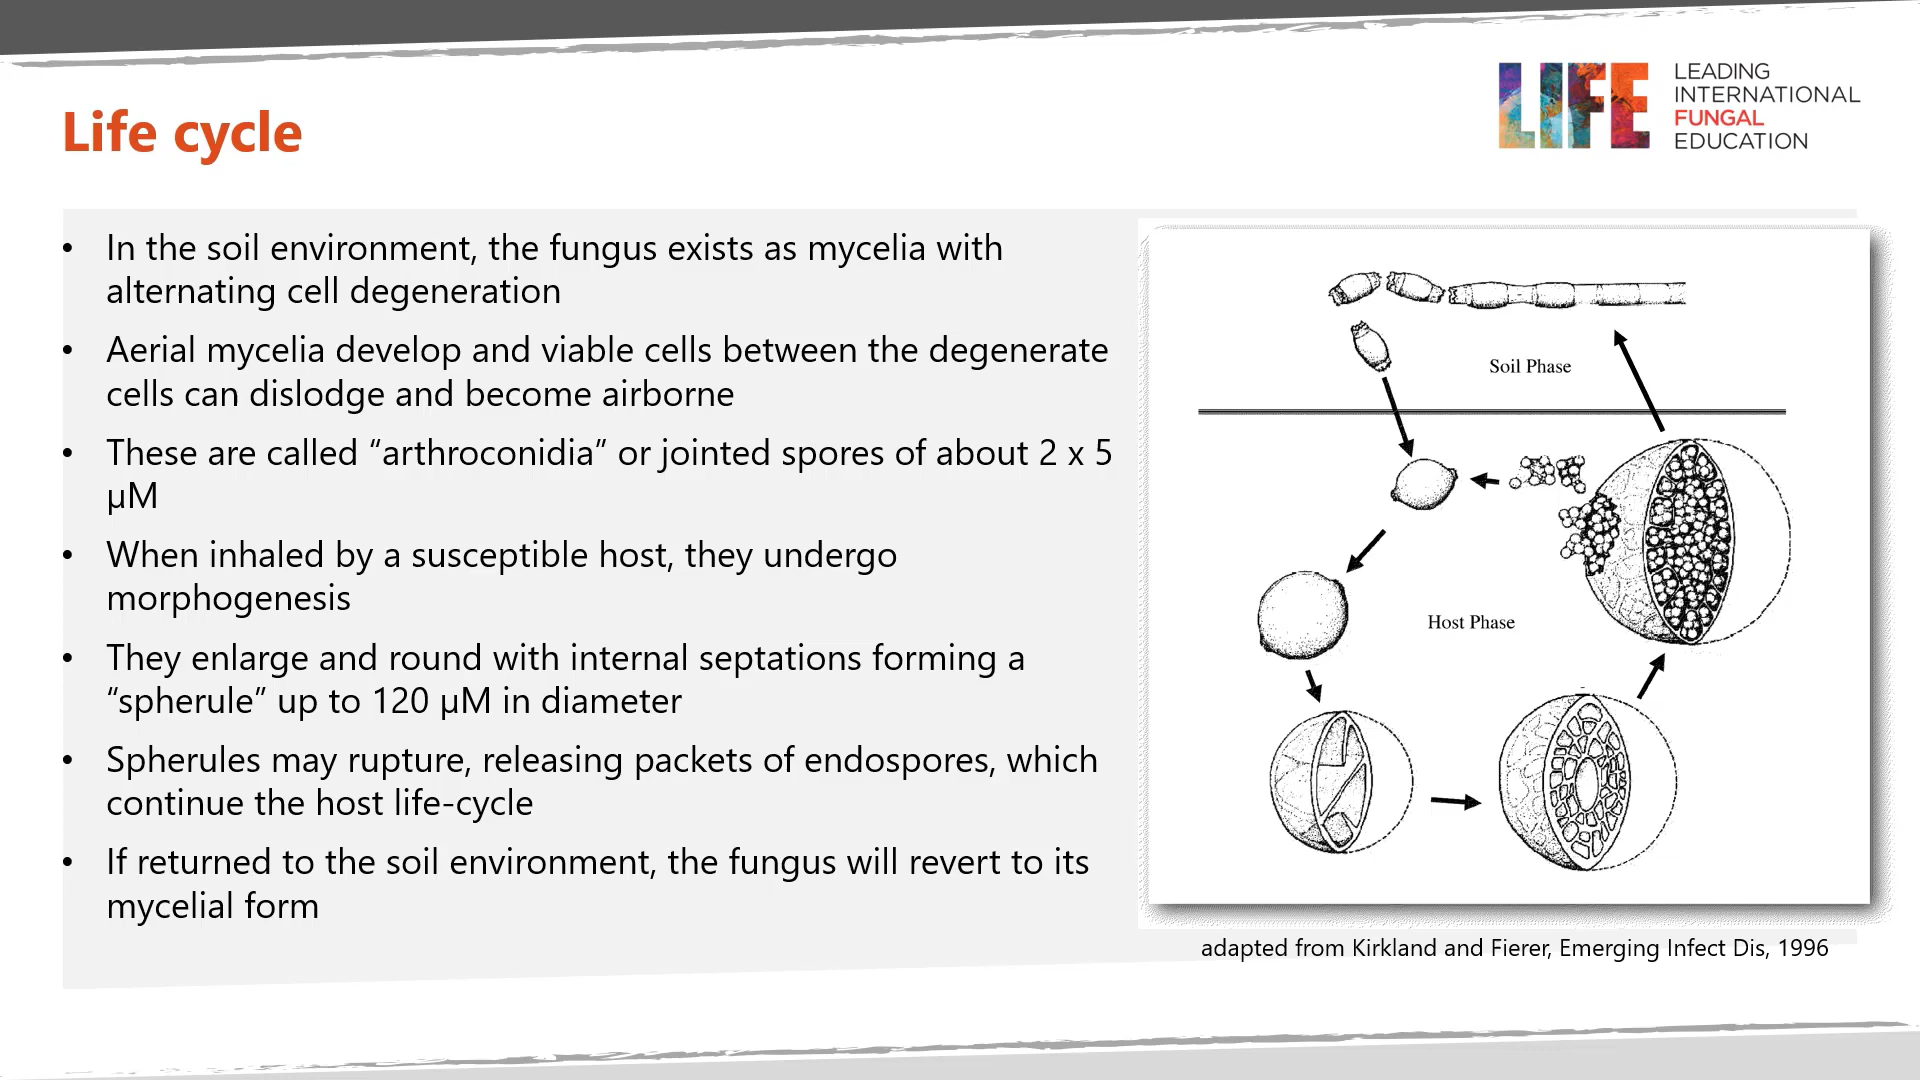 Life cycle
LIFE
LEADING
INTERNATIONAL
FUNGAL
EDUCATION
• In the soil environment, the fungus exists as mycelia with
alternating cell degeneration
• Aerial mycelia develop and viable cells between the degenerate
cells can dislodge and become airborne
• These are called “arthroconidia” or jointed spores of about 2 x 5
µM
• When inhaled by a susceptible host, they undergo
morphogenesis
• They enlarge and round with internal septations forming a
“spherule” up to 120 µM in diameter
• Spherules may rupture, releasing packets of endospores, which
continue the host life-cycle
• If returned to the soil environment, the fungus will revert to its
mycelial form
Soil Phase
Host Phase
adapted from Kirkland and Fierer, Emerging Infect Dis, 1996